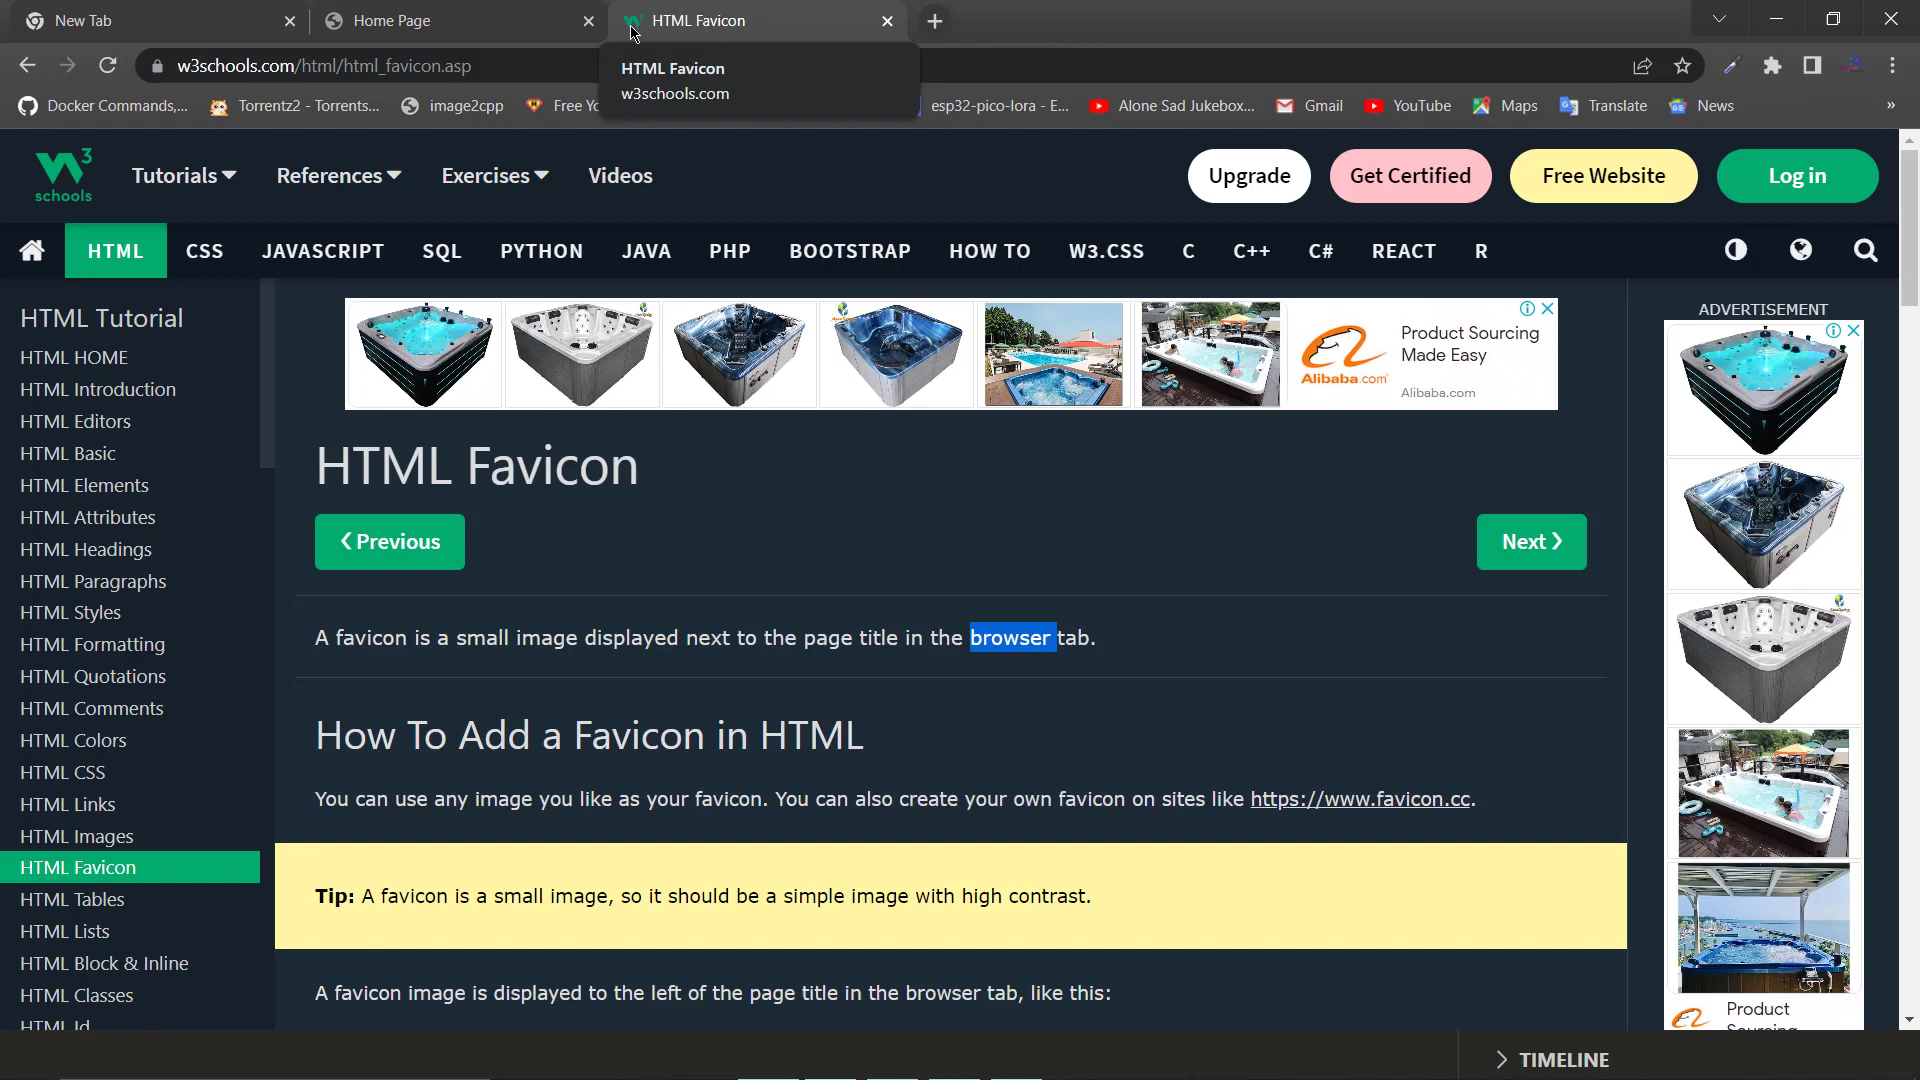 New Tab
Home Page
HTML Favicon
w3schools.com/html/html_favicon.asp
HTML Favicon
w3schools.com
Docker Commands,...
Torrentz2 - Torrents...
image2cpp
Free Yo
esp32-pico-lora - E...
Alone Sad Jukebox...
Gmail
YouTube
Maps
Translate
News
»
W3
schools
Tutorials
References
Exercises
Videos
Upgrade
Get Certified
Free Website
Log in
HTML
CSS
JAVASCRIPT
SQL
PYTHON
JAVA
PHP
BOOTSTRAP
HOW TO
W3.CSS
C
C++
C#
REACT
R
HTML Tutorial
HTML HOME
HTML Introduction
HTML Editors
HTML Basic
HTML Elements
HTML Attributes
HTML Headings
HTML Paragraphs
HTML Styles
HTML Formatting
HTML Quotations
HTML Comments
HTML Colors
HTML CSS
HTML Links
HTML Images
HTML Favicon
HTML Tables
HTML Lists
HTML Block & Inline
HTML Classes
HTML Id
Alibaba.com
Product Sourcing
Made Easy
Alibaba.com
HTML Favicon
❮ Previous
Next ❯
A favicon is a small image displayed next to the page title in the browser tab.
How To Add a Favicon in HTML
You can use any image you like as your favicon. You can also create your own favicon on sites like https://www.favicon.cc.
Tip: A favicon is a small image, so it should be a simple image with high contrast.
A favicon image is displayed to the left of the page title in the browser tab, like this:
ADVERTISEMENT
Product
Sourcing
TIMELINE